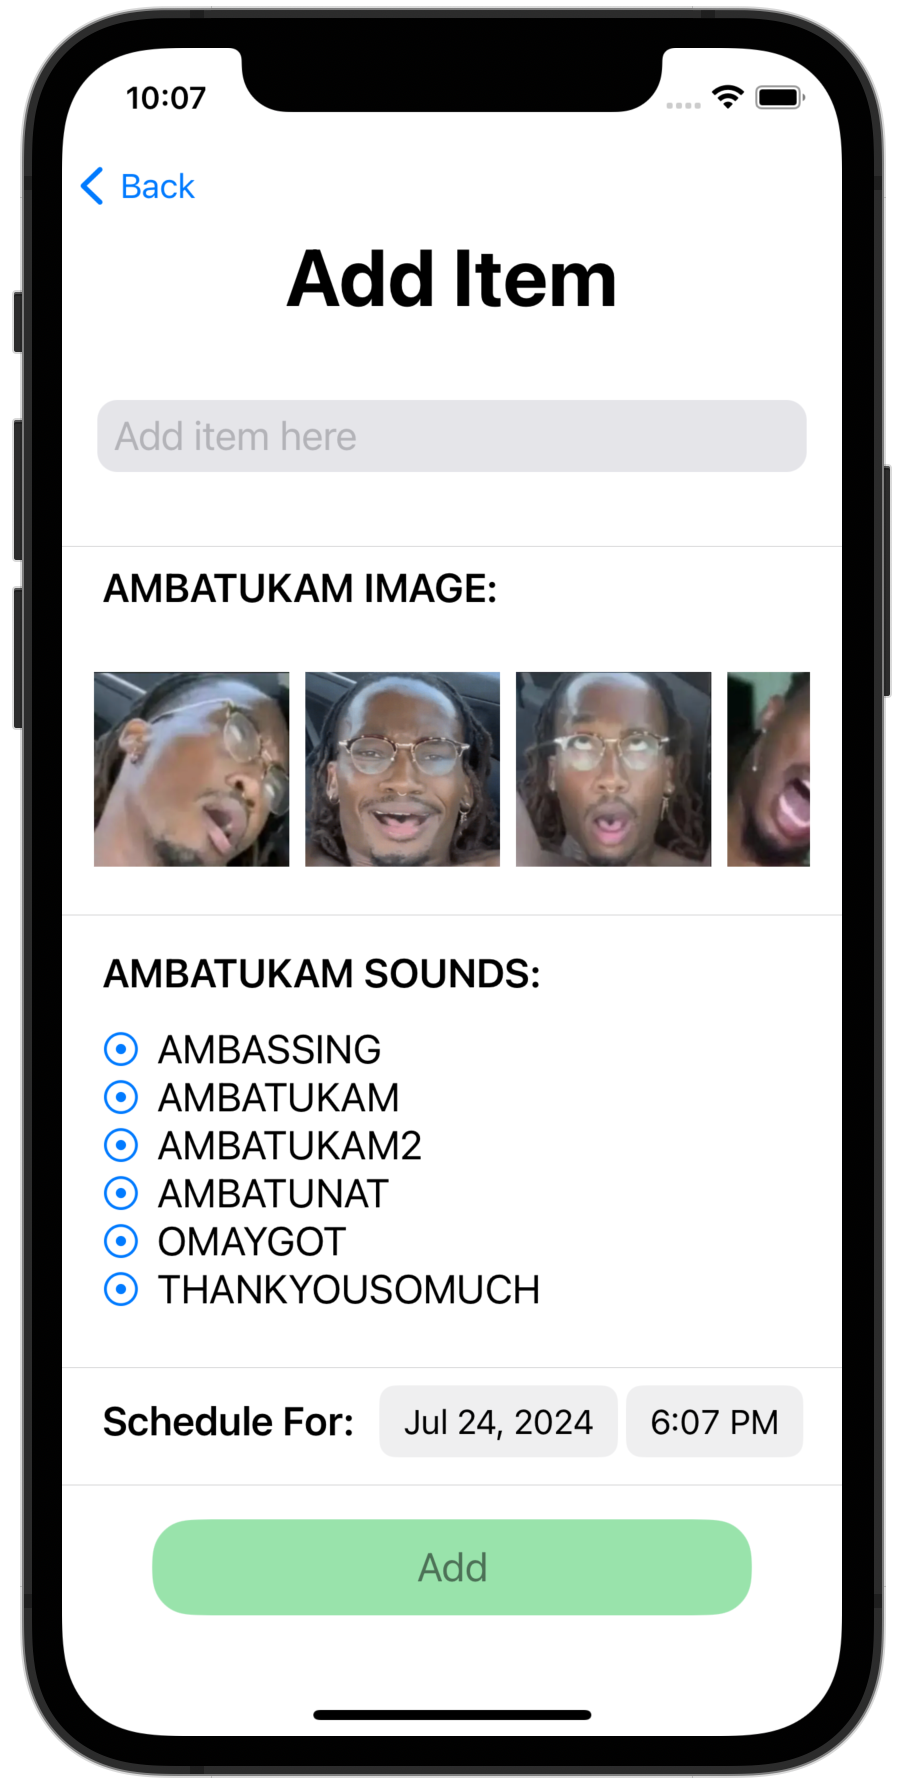 10:07
Back
Add Item
Add item here
AMBATUKAM IMAGE:
AMBATUKAM SOUNDS:
AMBASSING
AMBATUKAM
AMBATUKAM2
AMBATUNAT
OMAYGOT
THANKYOUSOMUCH
Schedule For: Jul 24, 2024 6:07 PM
Add